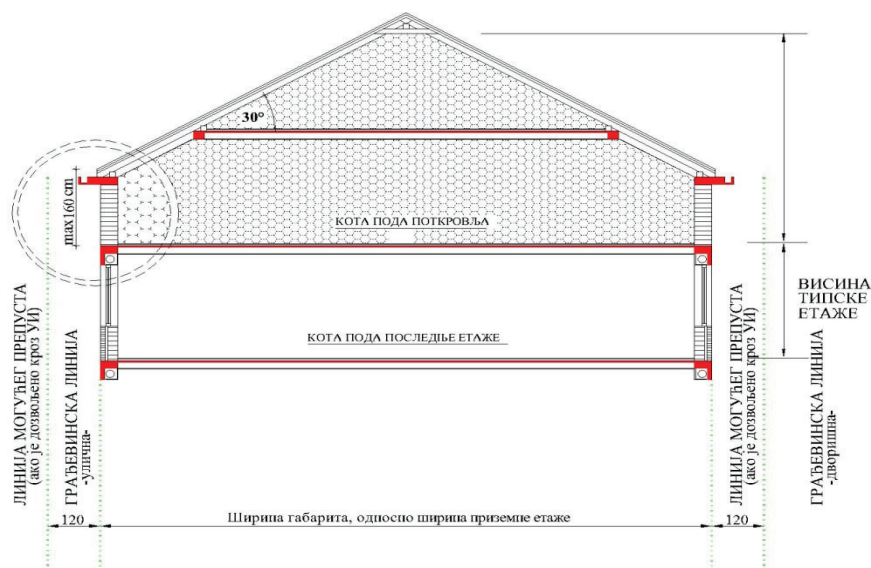 30°
max160 cm
КОТА ПОДА ПОТКРОВЉА
ВИСИНА
ТИПСКЕ
ЕТАЖЕ
КОТА ПОДА ПОСЛЕДЊЕ ЕТАЖЕ
ЛИНИЈА МОГУЋЕГ ПРЕПУСТА
(ако је дозвољено кроз УИ)
ГРАЂЕВИНСКА ЛИНИЈА
-улична-
ЛИНИЈА МОГУЋЕГ ПРЕПУСТА
(ако је дозвољено кроз УИ)
ГРАЂЕВИНСКА ЛИНИЈА
-дворишна-
120
Ширина габарита, односно ширина приземне етаже
120